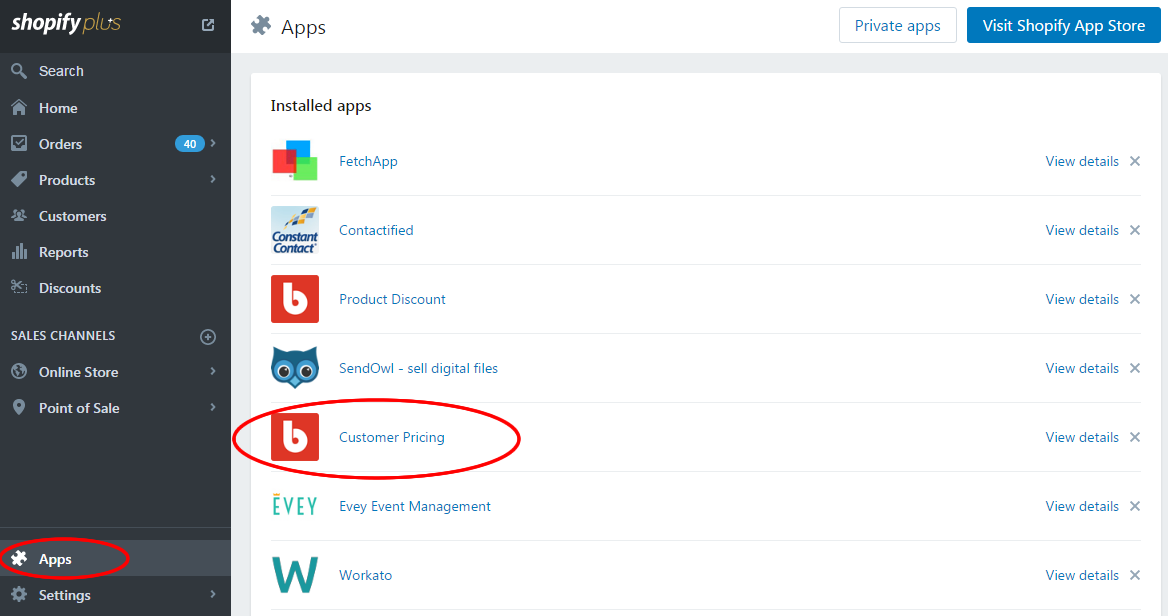 shopify plus
Search
Home
Orders 40
Products
Customers
Reports
Discounts
SALES CHANNELS
Online Store
Point of Sale
Apps
Settings
Apps
Private apps
Visit Shopify App Store
Installed apps
FetchApp View details
Constant
Contact
Contactified View details
b Product Discount View details
SendOwl - sell digital files View details
b Customer Pricing View details
EVEY Evey Event Management View details
W Workato View details